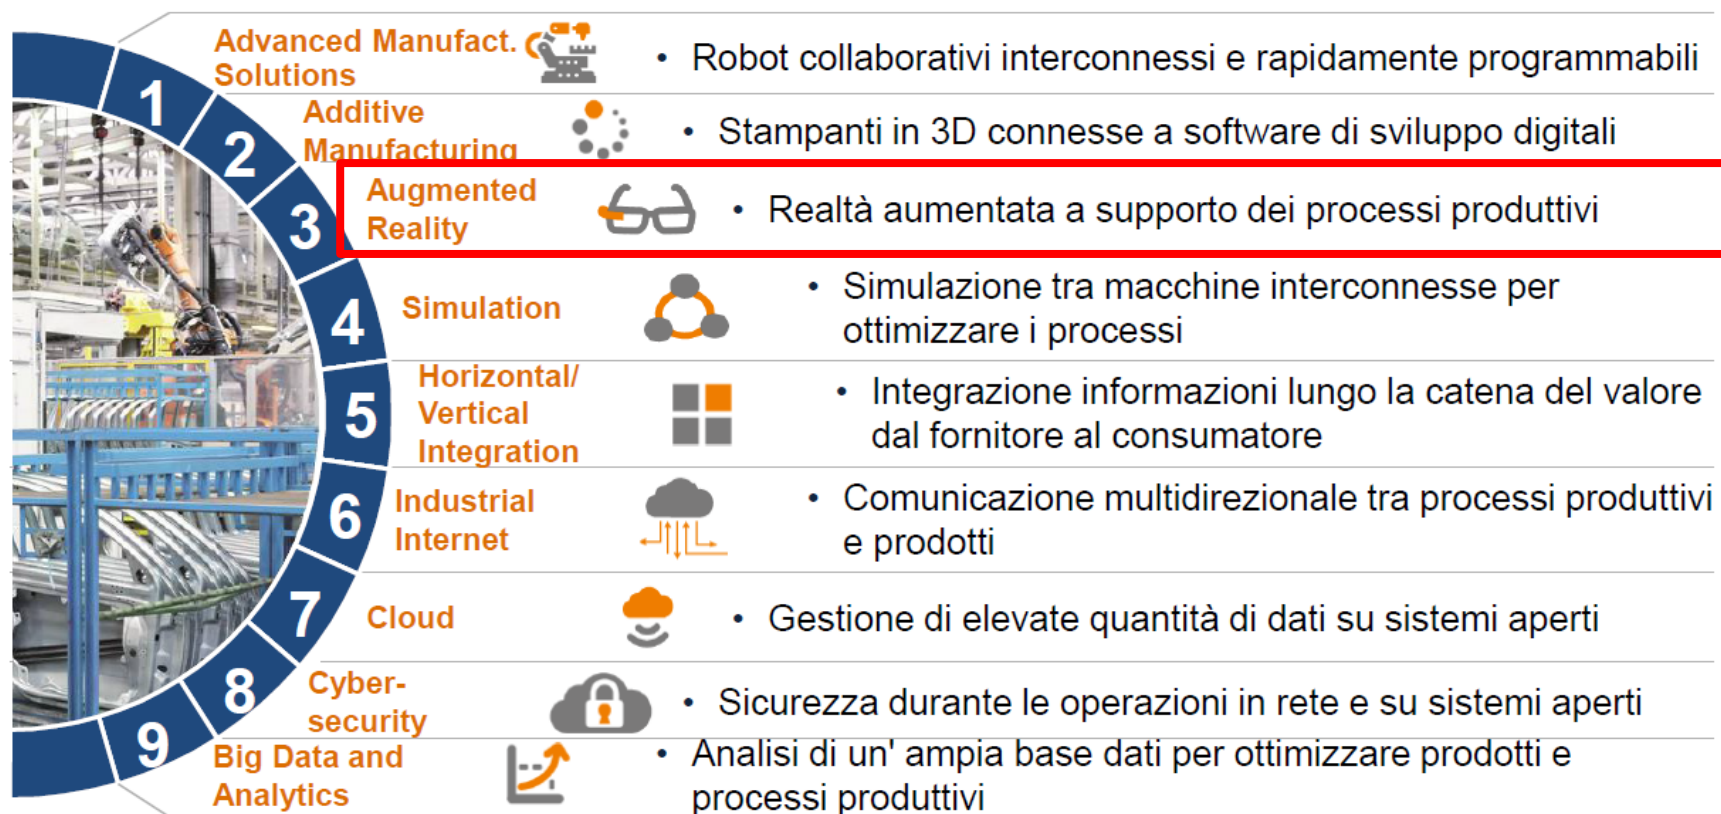 1
Advanced Manufact.
Solutions
• Robot collaborativi interconnessi e rapidamente programmabili
2
Additive
Manufacturing
• Stampanti in 3D connesse a software di sviluppo digitali
3
Augmented
Reality
• Realtà aumentata a supporto dei processi produttivi
4
Simulation
• Simulazione tra macchine interconnesse per
ottimizzare i processi
5
Horizontal/
Vertical
Integration
• Integrazione informazioni lungo la catena del valore
dal fornitore al consumatore
6
Industrial
Internet
• Comunicazione multidirezionale tra processi produttivi
e prodotti
7
Cloud
• Gestione di elevate quantità di dati su sistemi aperti
8
Cyber-
security
• Sicurezza durante le operazioni in rete e su sistemi aperti
9
Big Data and
Analytics
• Analisi di un' ampia base dati per ottimizzare prodotti e
processi produttivi